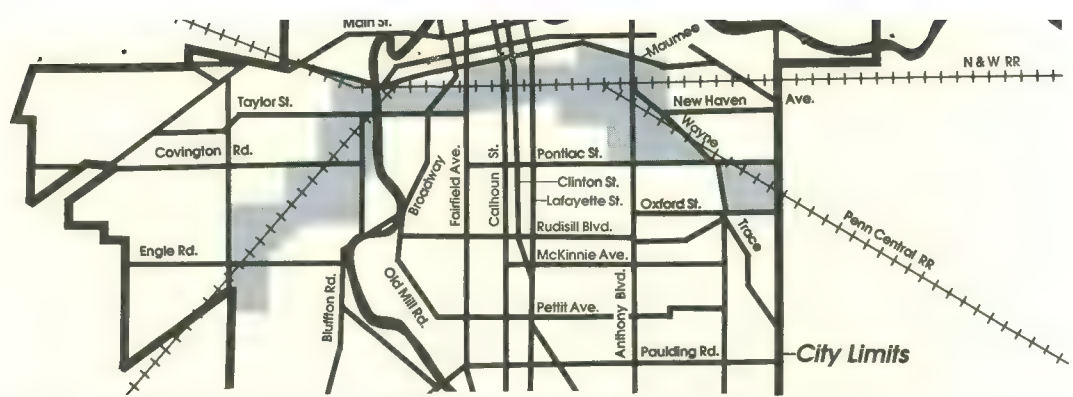 Main St.
Maumee
N & W RR
Taylor St.
New Haven
Ave.
Wayne
Covington Rd.
Pontiac St.
Broadway
Fairfield Ave.
Calhoun St.
Clinton St.
Lafayette St.
Oxford St.
Rudisill Blvd.
Trace
Penn Central RR
Engle Rd.
McKinnie Ave.
Bluffton Rd.
Old Mill Rd.
Anthony Blvd.
Pettit Ave.
Paulding Rd.
City Limits